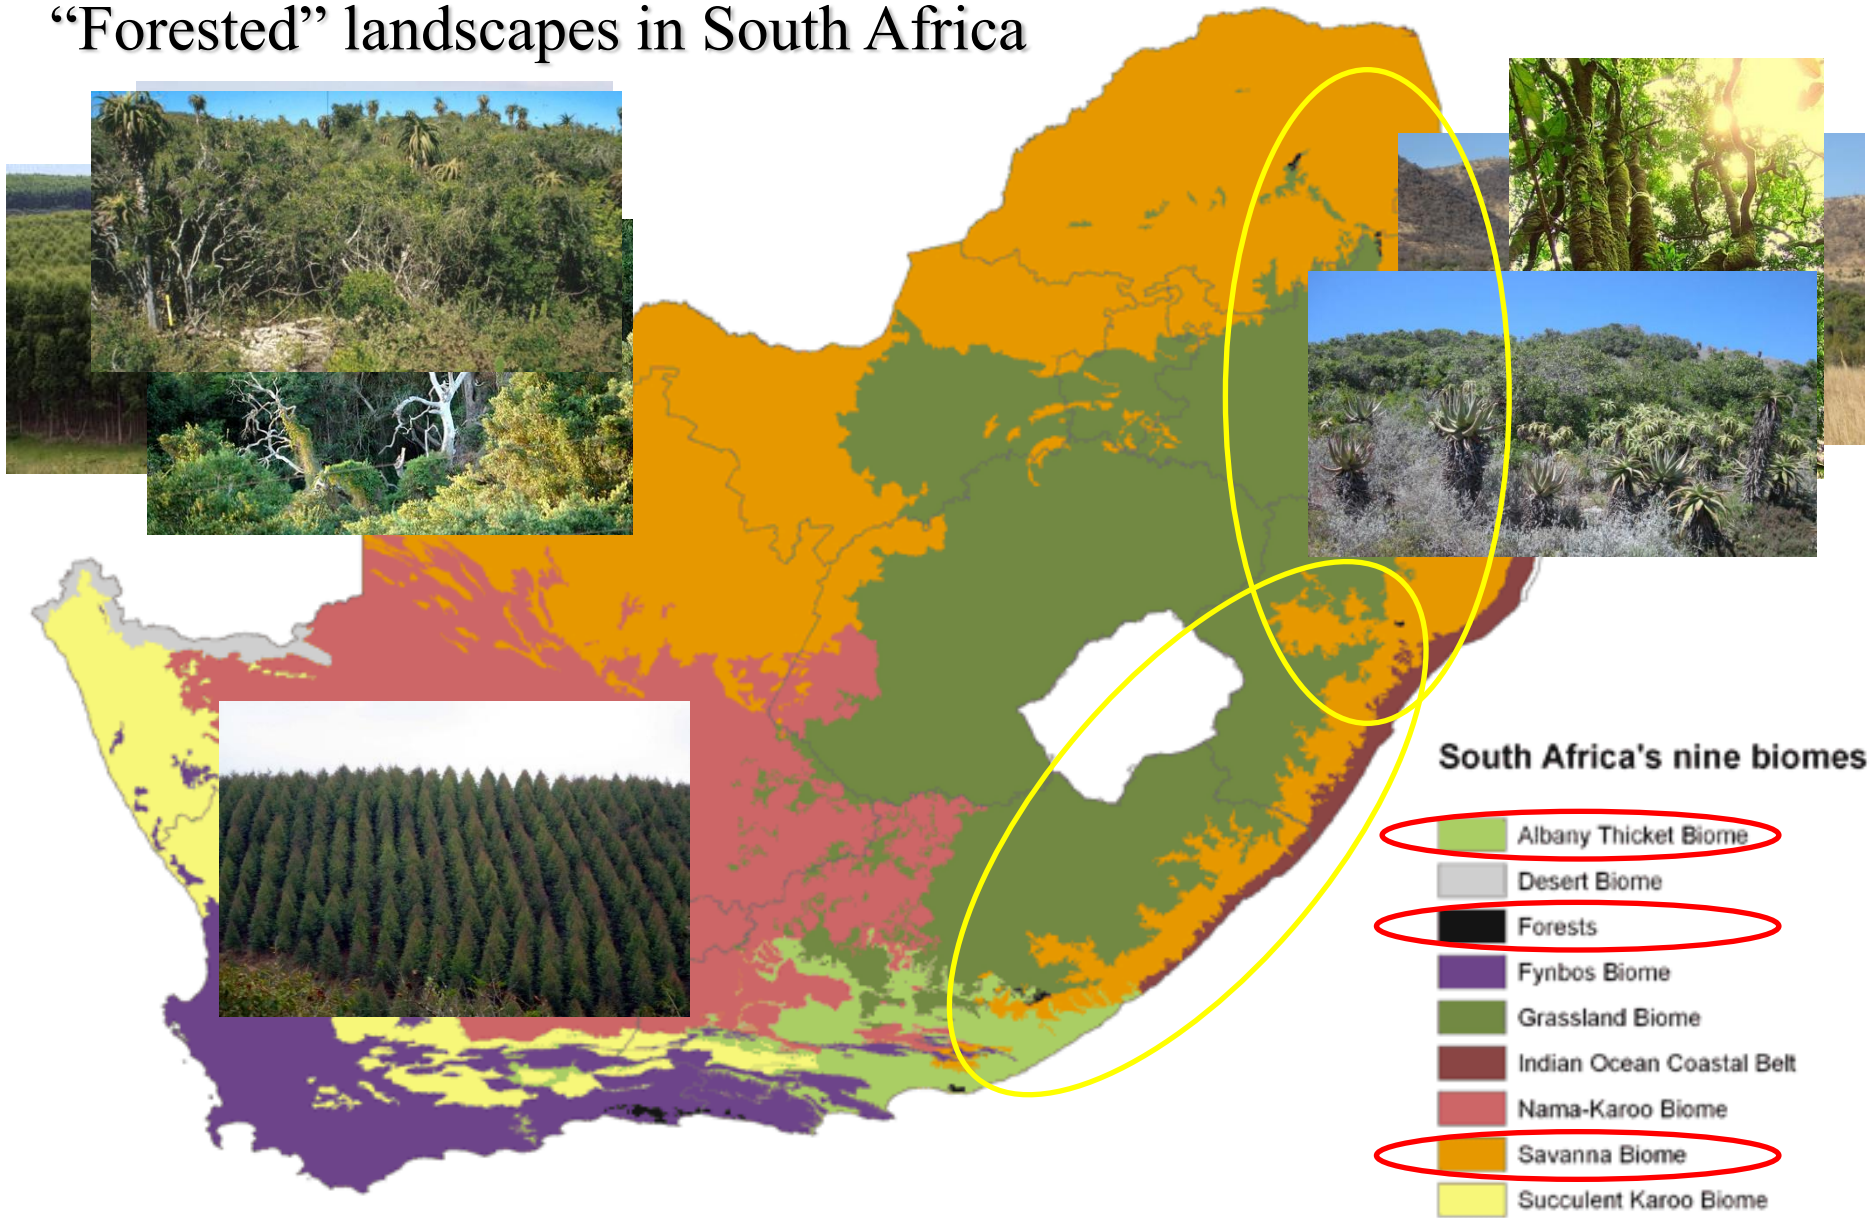 “Forested” landscapes in South Africa
South Africa's nine biomes
Albany Thicket Biome
Desert Biome
Forests
Fynbos Biome
Grassland Biome
Indian Ocean Coastal Belt
Nama-Karoo Biome
Savanna Biome
Succulent Karoo Biome